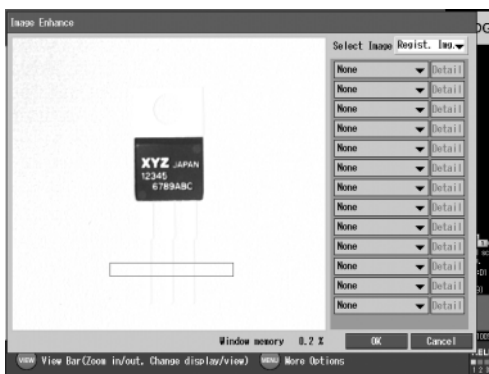 Image Enhance
Select Image Regist. Img.
None Detail
None Detail
None Detail
None Detail
None Detail
None Detail
None Detail
None Detail
None Detail
None Detail
None Detail
None Detail
None Detail
XYZ JAPAN
12345
6789ABC
Window memory 0.2 %
OK Cancel
VIEW View Bar(Zoom in/out, Change display/view) MENU More Options